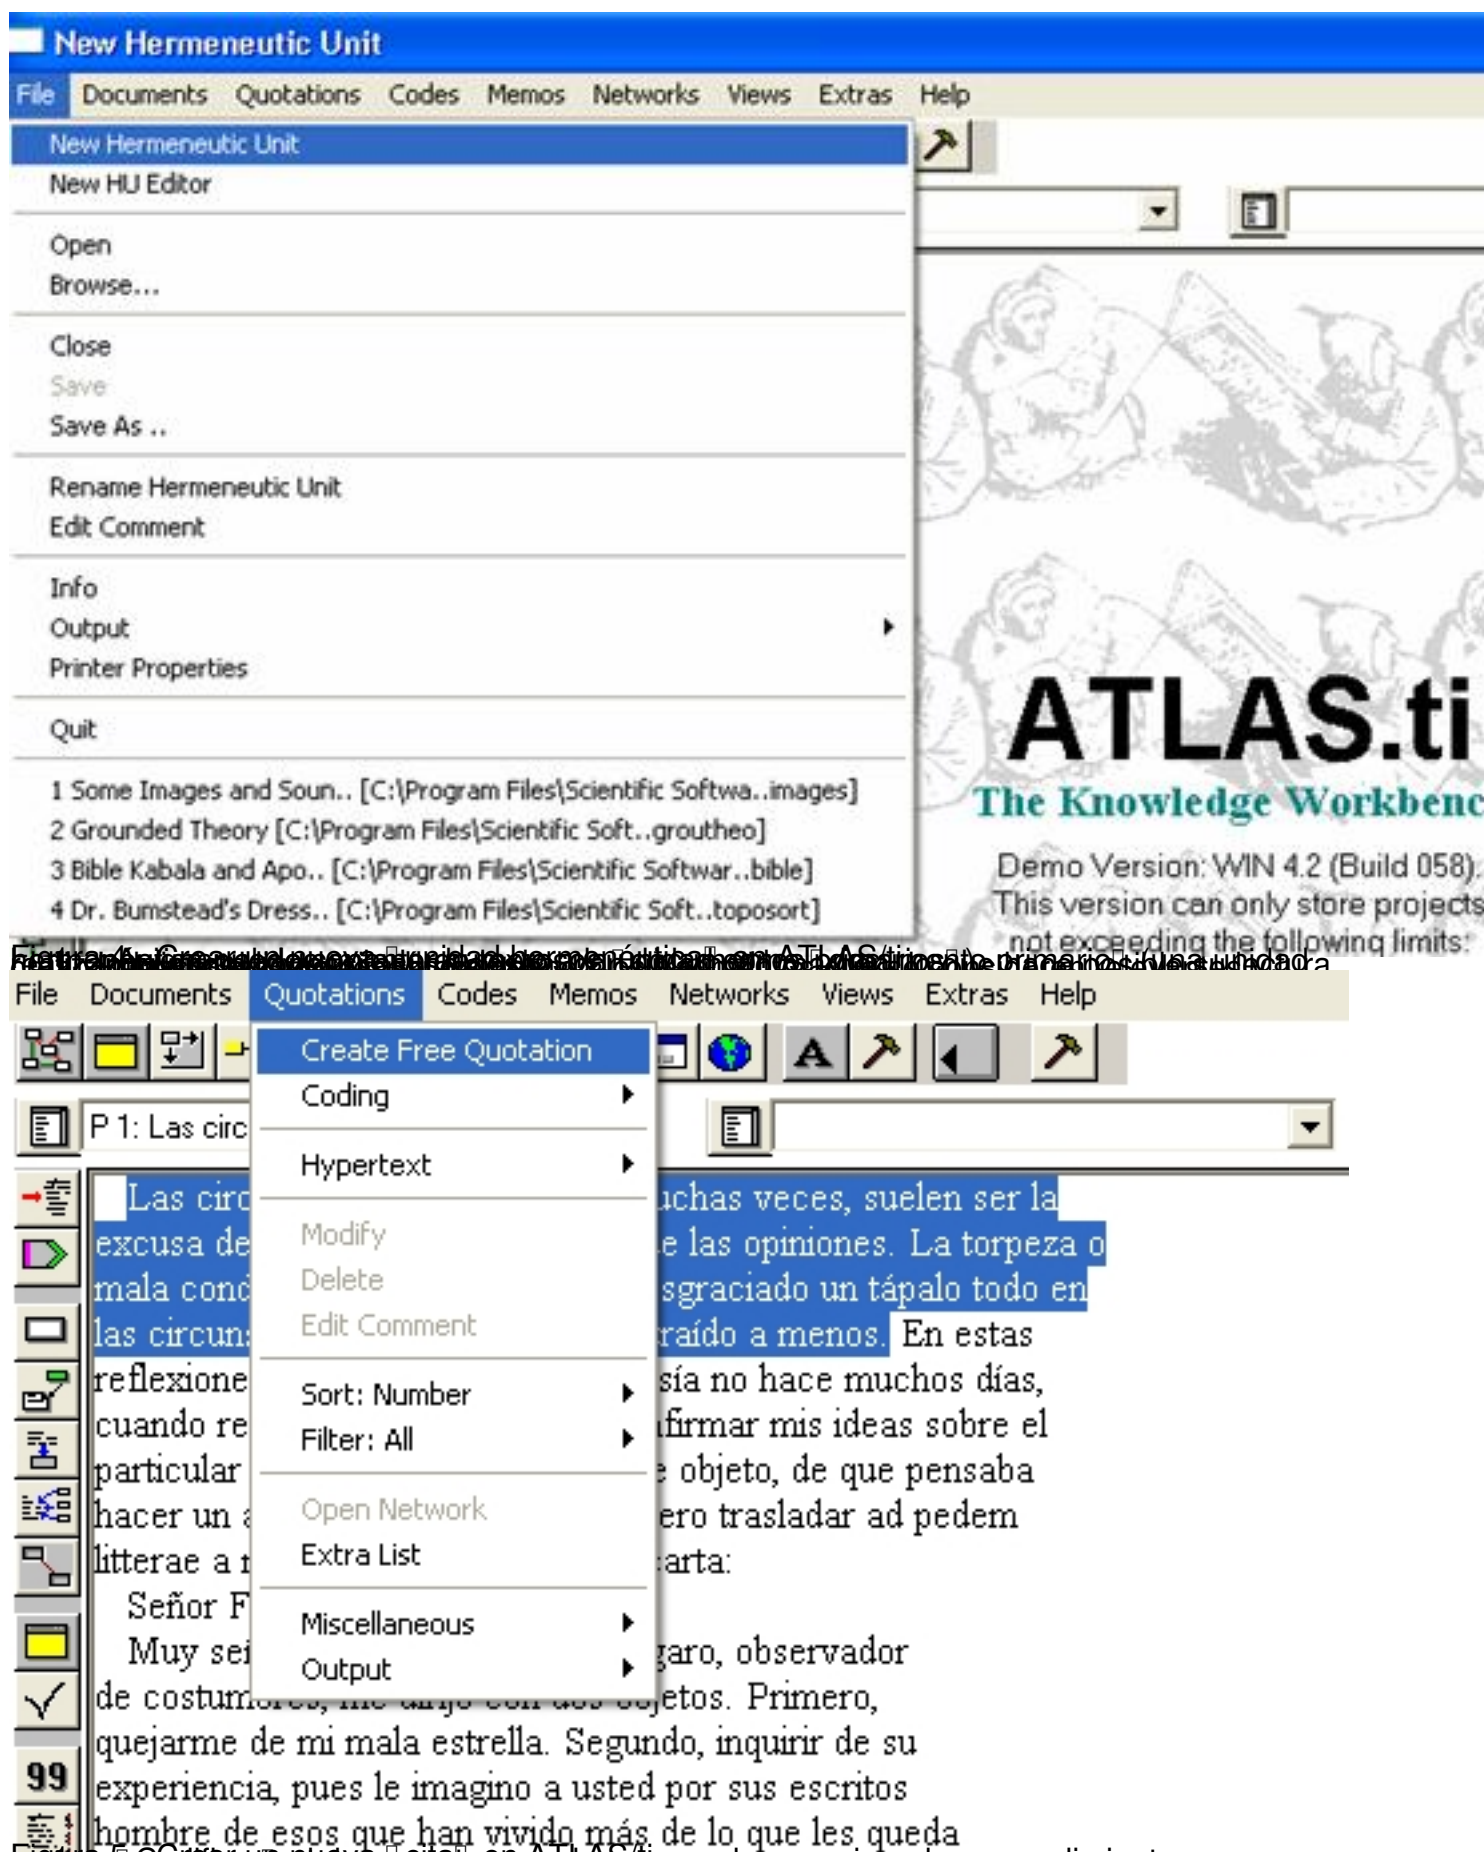 New Hermeneutic Unit
File Documents Quotations Codes Memos Networks Views Extras Help
New Hermeneutic Unit
New HU Editor
Open
Browse...
Close
Save
Save As ..
Rename Hermeneutic Unit
Edit Comment
Info
Output
Printer Properties
Quit
1 Some Images and Soun.. [C:\Program Files\Scientific Softwa..images]
2 Grounded Theory [C:\Program Files\Scientific Soft..groutheo]
3 Bible Kabala and Apo.. [C:\Program Files\Scientific Softwar..bible]
4 Dr. Bumstead's Dress.. [C:\Program Files\Scientific Soft..toposort]
ATLAS.ti
The Knowledge Workbenc
Demo Version: WIN 4.2 (Build 058).
This version can only store projects
not exceeding the following limits:
File Documents Quotations Codes Memos Networks Views Extras Help
Create Free Quotation
Coding
Hypertext
Modify
Delete
Edit Comment
Sort: Number
Filter: All
Open Network
Extra List
Miscellaneous
Output
A
P 1: Las circ
Las circ uchas veces, suelen ser la
excusa de e las opiniones. La torpeza o
mala cond sgraciado un tápalo todo en
las circuns raído a menos. En estas
reflexione sía no hace muchos días,
cuando re firmar mis ideas sobre el
particular e objeto, de que pensaba
hacer un a ero trasladar ad pedem
litterae a r arta:
Señor F
Muy señ garo, observador
de costumbres, me dirijo con dos objetos. Primero,
quejarme de mi mala estrella. Segundo, inquirir de su
99 experiencia, pues le imagino a usted por sus escritos
hombre de esos que han vivido más de lo que les queda